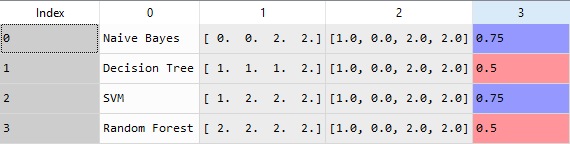 Index 0 1 2 3
0 Naive Bayes [ 0. 0. 2. 2.] [1.0, 0.0, 2.0, 2.0] 0.75
1 Decision Tree [ 1. 1. 1. 2.] [1.0, 0.0, 2.0, 2.0] 0.5
2 SVM [ 1. 2. 2. 2.] [1.0, 0.0, 2.0, 2.0] 0.75
3 Random Forest [ 2. 2. 2. 2.] [1.0, 0.0, 2.0, 2.0] 0.5